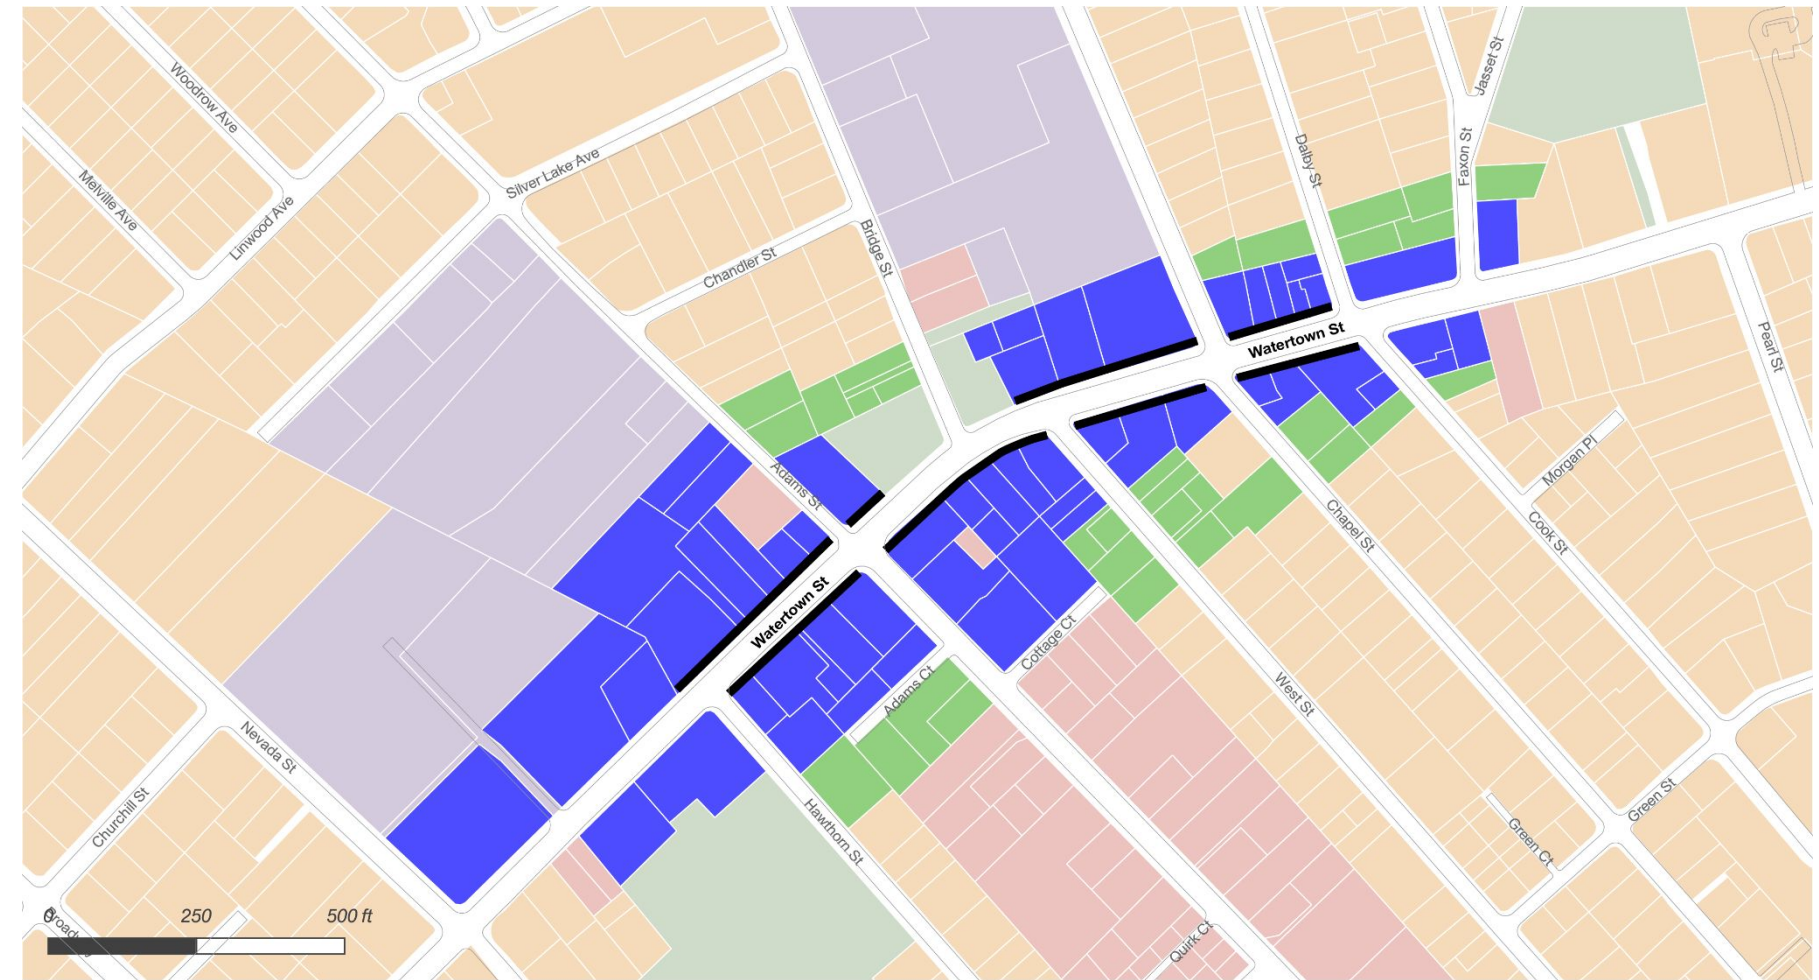 Woodrow Ave
Melville Ave
Linwood Ave
Silver Lake Ave
Chandler St
Bridge St
Dalby St
Faxon St
Jasset St
Pearl St
Watertown St
Adams St
Watertown St
Morgan Pl
Cook St
Chapel St
Cottage Ct
Adams Ct
West St
Nevada St
Churchill St
Hawthorn St
Green St
Green Ct
Quirk Ct
0
250
500 ft